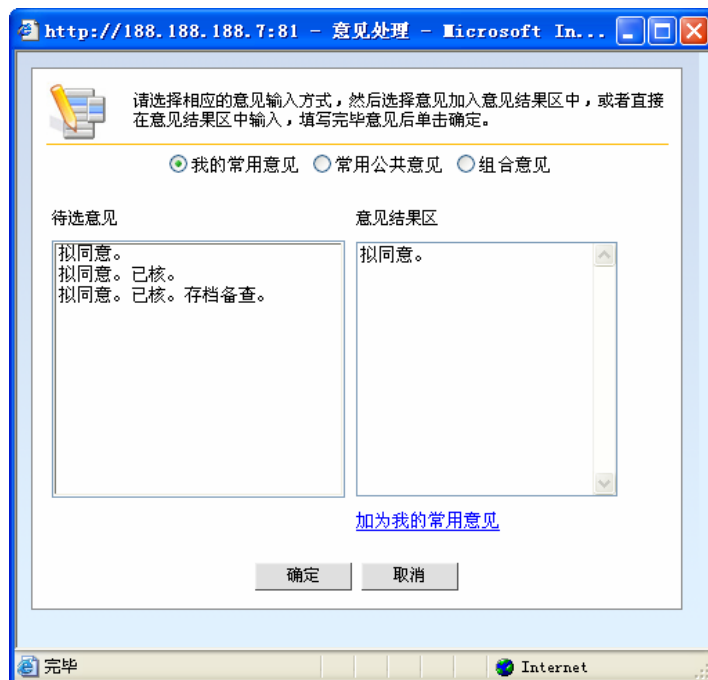 http://188.188.188.7:81 - 意见处理 - Microsoft In...
请选择相应的意见输入方式，然后选择意见加入意见结果区中，或者直接
在意见结果区中输入，填写完毕意见后单击确定。
我的常用意见 常用公共意见 组合意见
待选意见
意见结果区
拟同意。
拟同意。已核。
拟同意。已核。存档备查。
拟同意。
加为我的常用意见
确定 取消
完毕 Internet